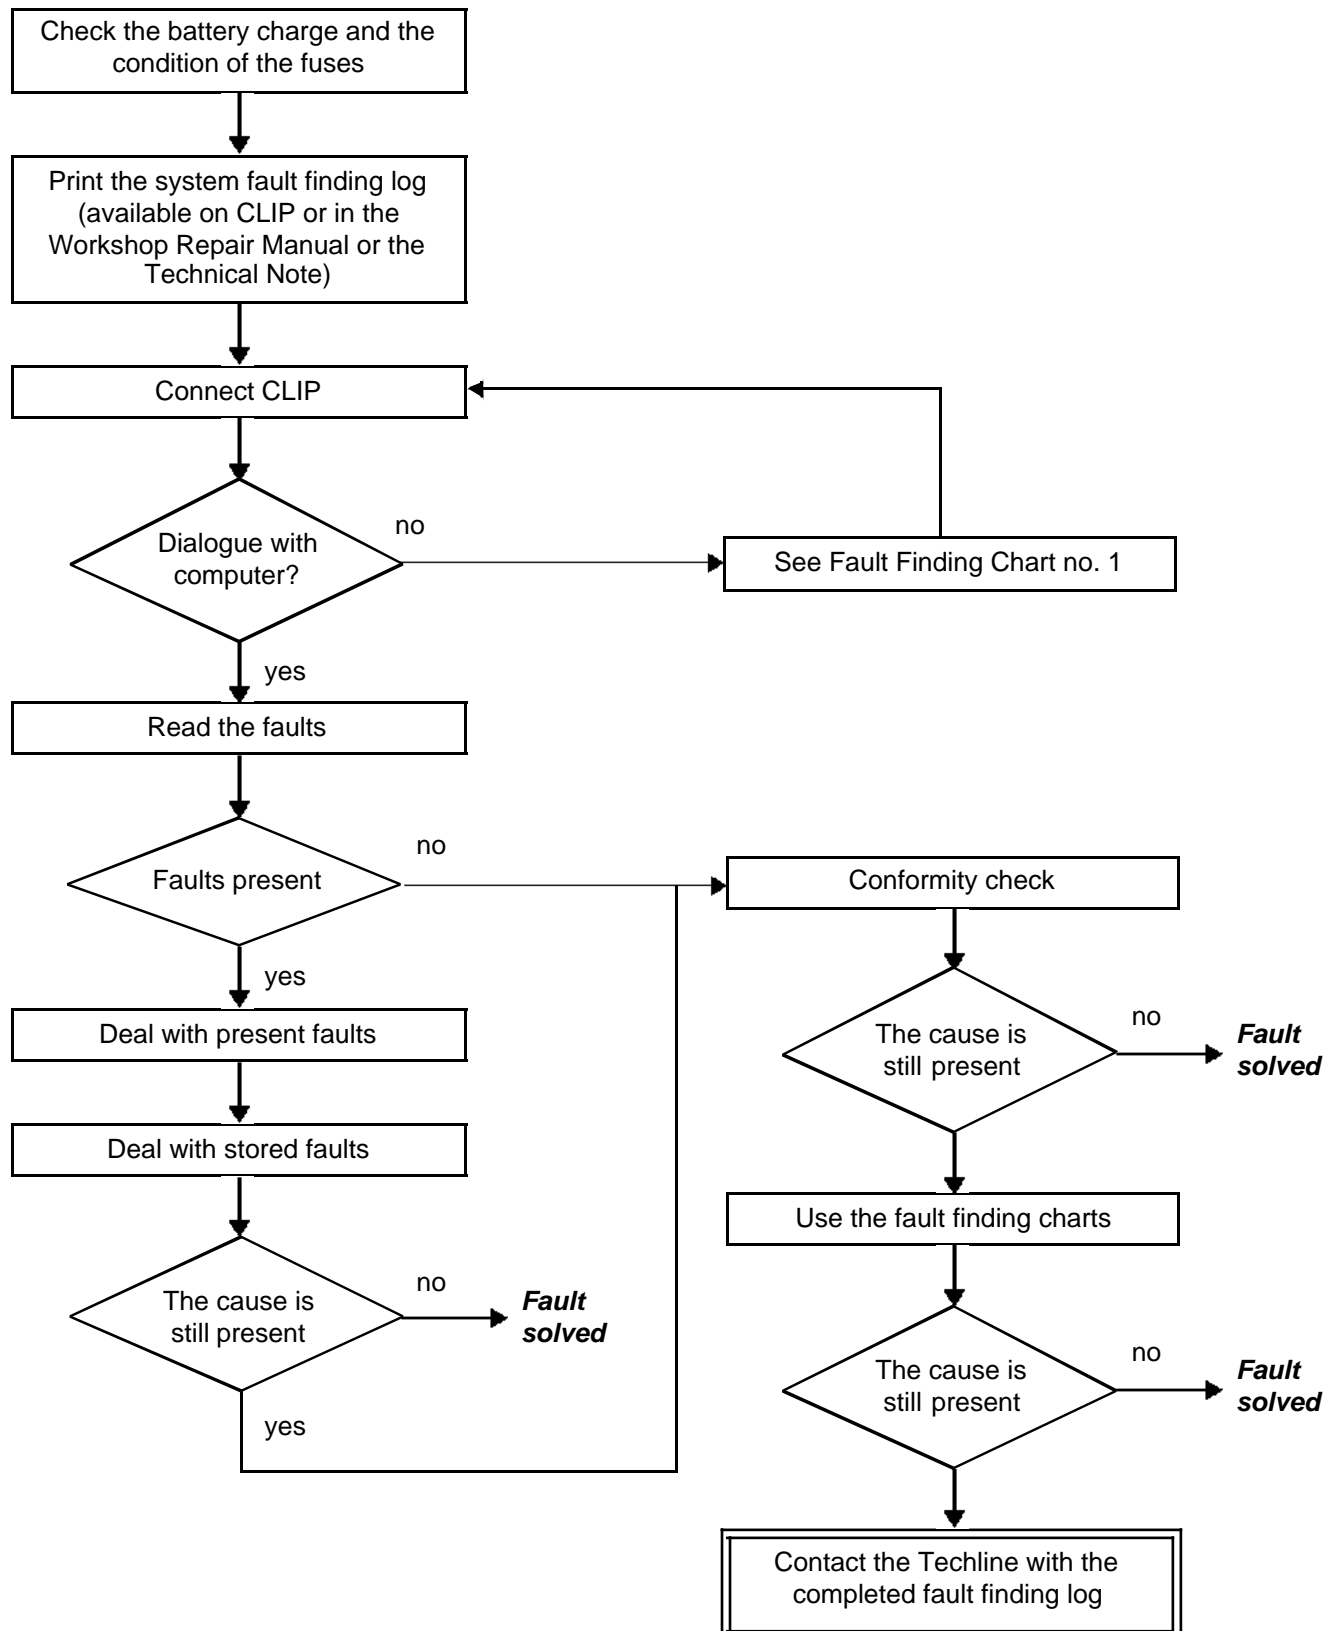 Check the battery charge and the
condition of the fuses
Print the system fault finding log
(available on CLIP or in the
Workshop Repair Manual or the
Technical Note)
Connect CLIP
Dialogue with
computer?
no
See Fault Finding Chart no. 1
yes
Read the faults
Faults present
no
Conformity check
yes
Deal with present faults
The cause is
still present
no
Fault
solved
Deal with stored faults
Use the fault finding charts
The cause is
still present
no
Fault
solved
yes
The cause is
still present
no
Fault
solved
Contact the Techline with the
completed fault finding log